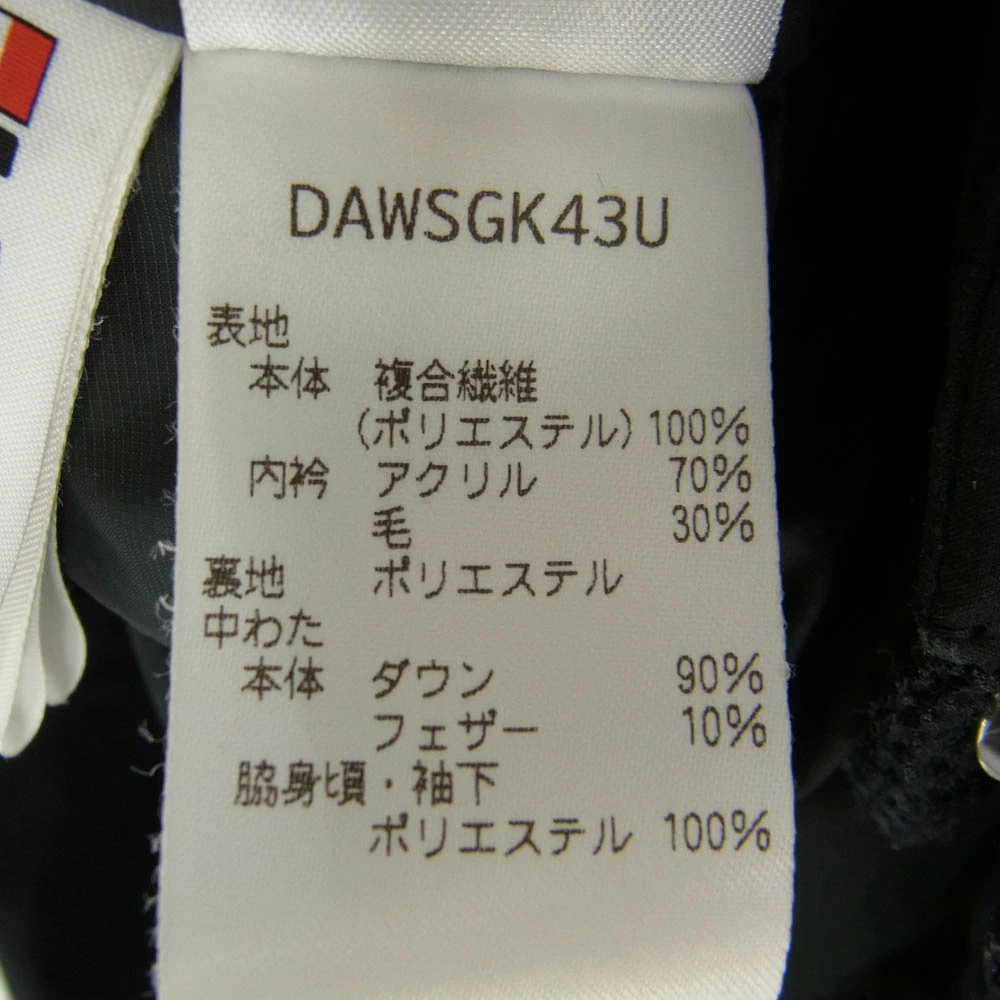 DAWSGK43U
表地
本体 複合繊維
(ポリエステル) 100%
内衿 アクリル 70%
毛 30%
裏地 ポリエステル
中わた
本体 ダウン 90%
フェザー 10%
脇身頃・袖下
ポリエステル 100%